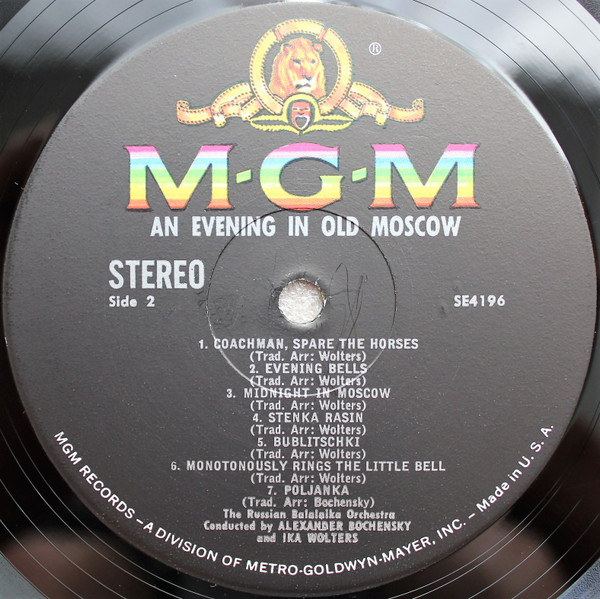 ®
M·G·M
AN EVENING IN OLD MOSCOW
STEREO
Side 2
SE4196
1. COACHMAN, SPARE THE HORSES
(Trad. Arr: Wolters)
2. EVENING BELLS
(Trad. Arr: Wolters)
3. MIDNIGHT IN MOSCOW
(Trad. Arr: Wolters)
4. STENKA RASIN
(Trad. Arr: Wolters)
5. BUBLITSCHKI
(Trad. Arr: Wolters)
6. MONOTONOUSLY RINGS THE LITTLE BELL
(Trad. Arr: Wolters)
7. POLJANKA
(Trad. Arr: Bochensky)
The Russian Balalaika Orchestra
Conducted by ALEXANDER BOCHENSKY
and IKA WOLTERS
MGM RECORDS – A DIVISION OF METRO-GOLDWYN-MAYER, INC. – Made in U. S. A.